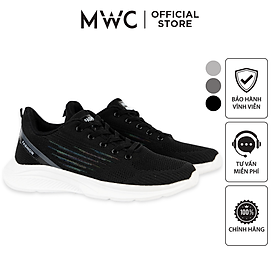 MWC
OFFICIAL
STORE
BẢO HÀNH
VĨNH VIỄN
TƯ VẤN
MIỄN PHÍ
100%
CHÍNH HÃNG